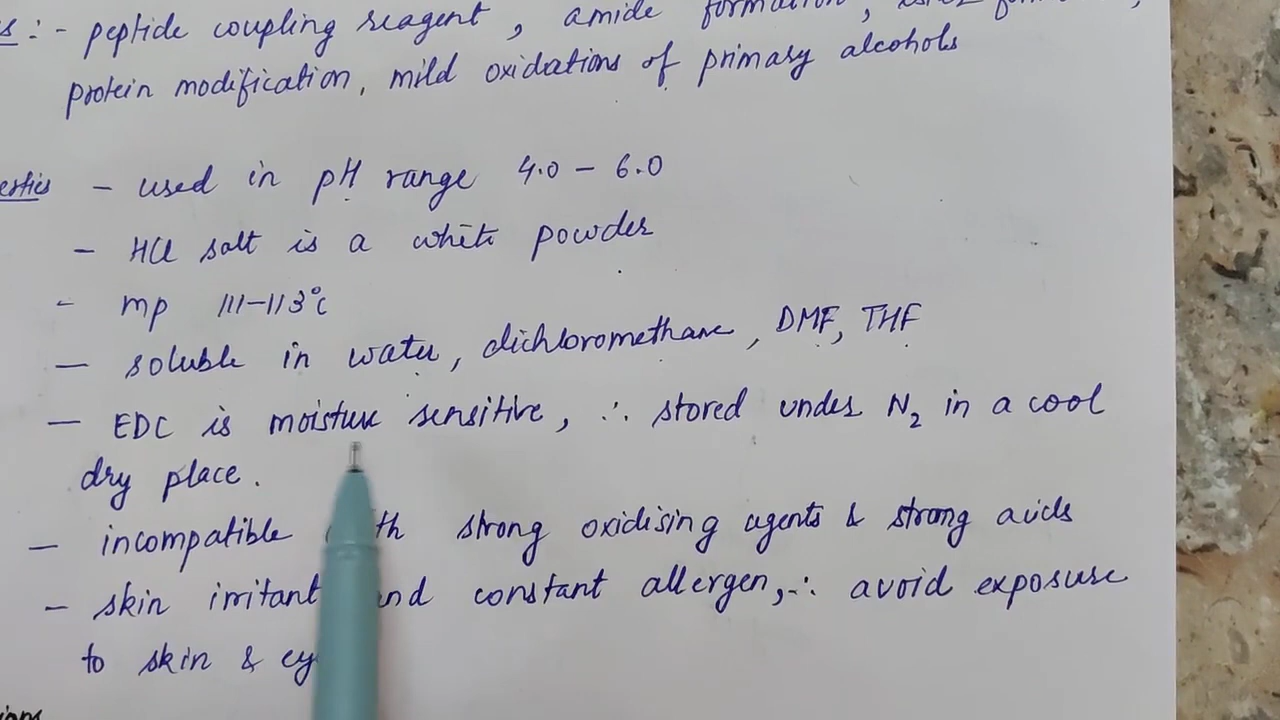 :- peptide coupling reagent, amide formation,
protein modification, mild oxidations of primary alcohols
- used in pH range 4.0 - 6.0
- HCl salt is a white powder
- mp 111-113°C
- soluble in water, dichloromethane, DMF, THF
- EDC is moisture sensitive, ∴ stored under N₂ in a cool
dry place.
- incompatible strong oxidising agents & strong acids
- skin irritant and constant allergen, ∴ avoid exposure
to skin &